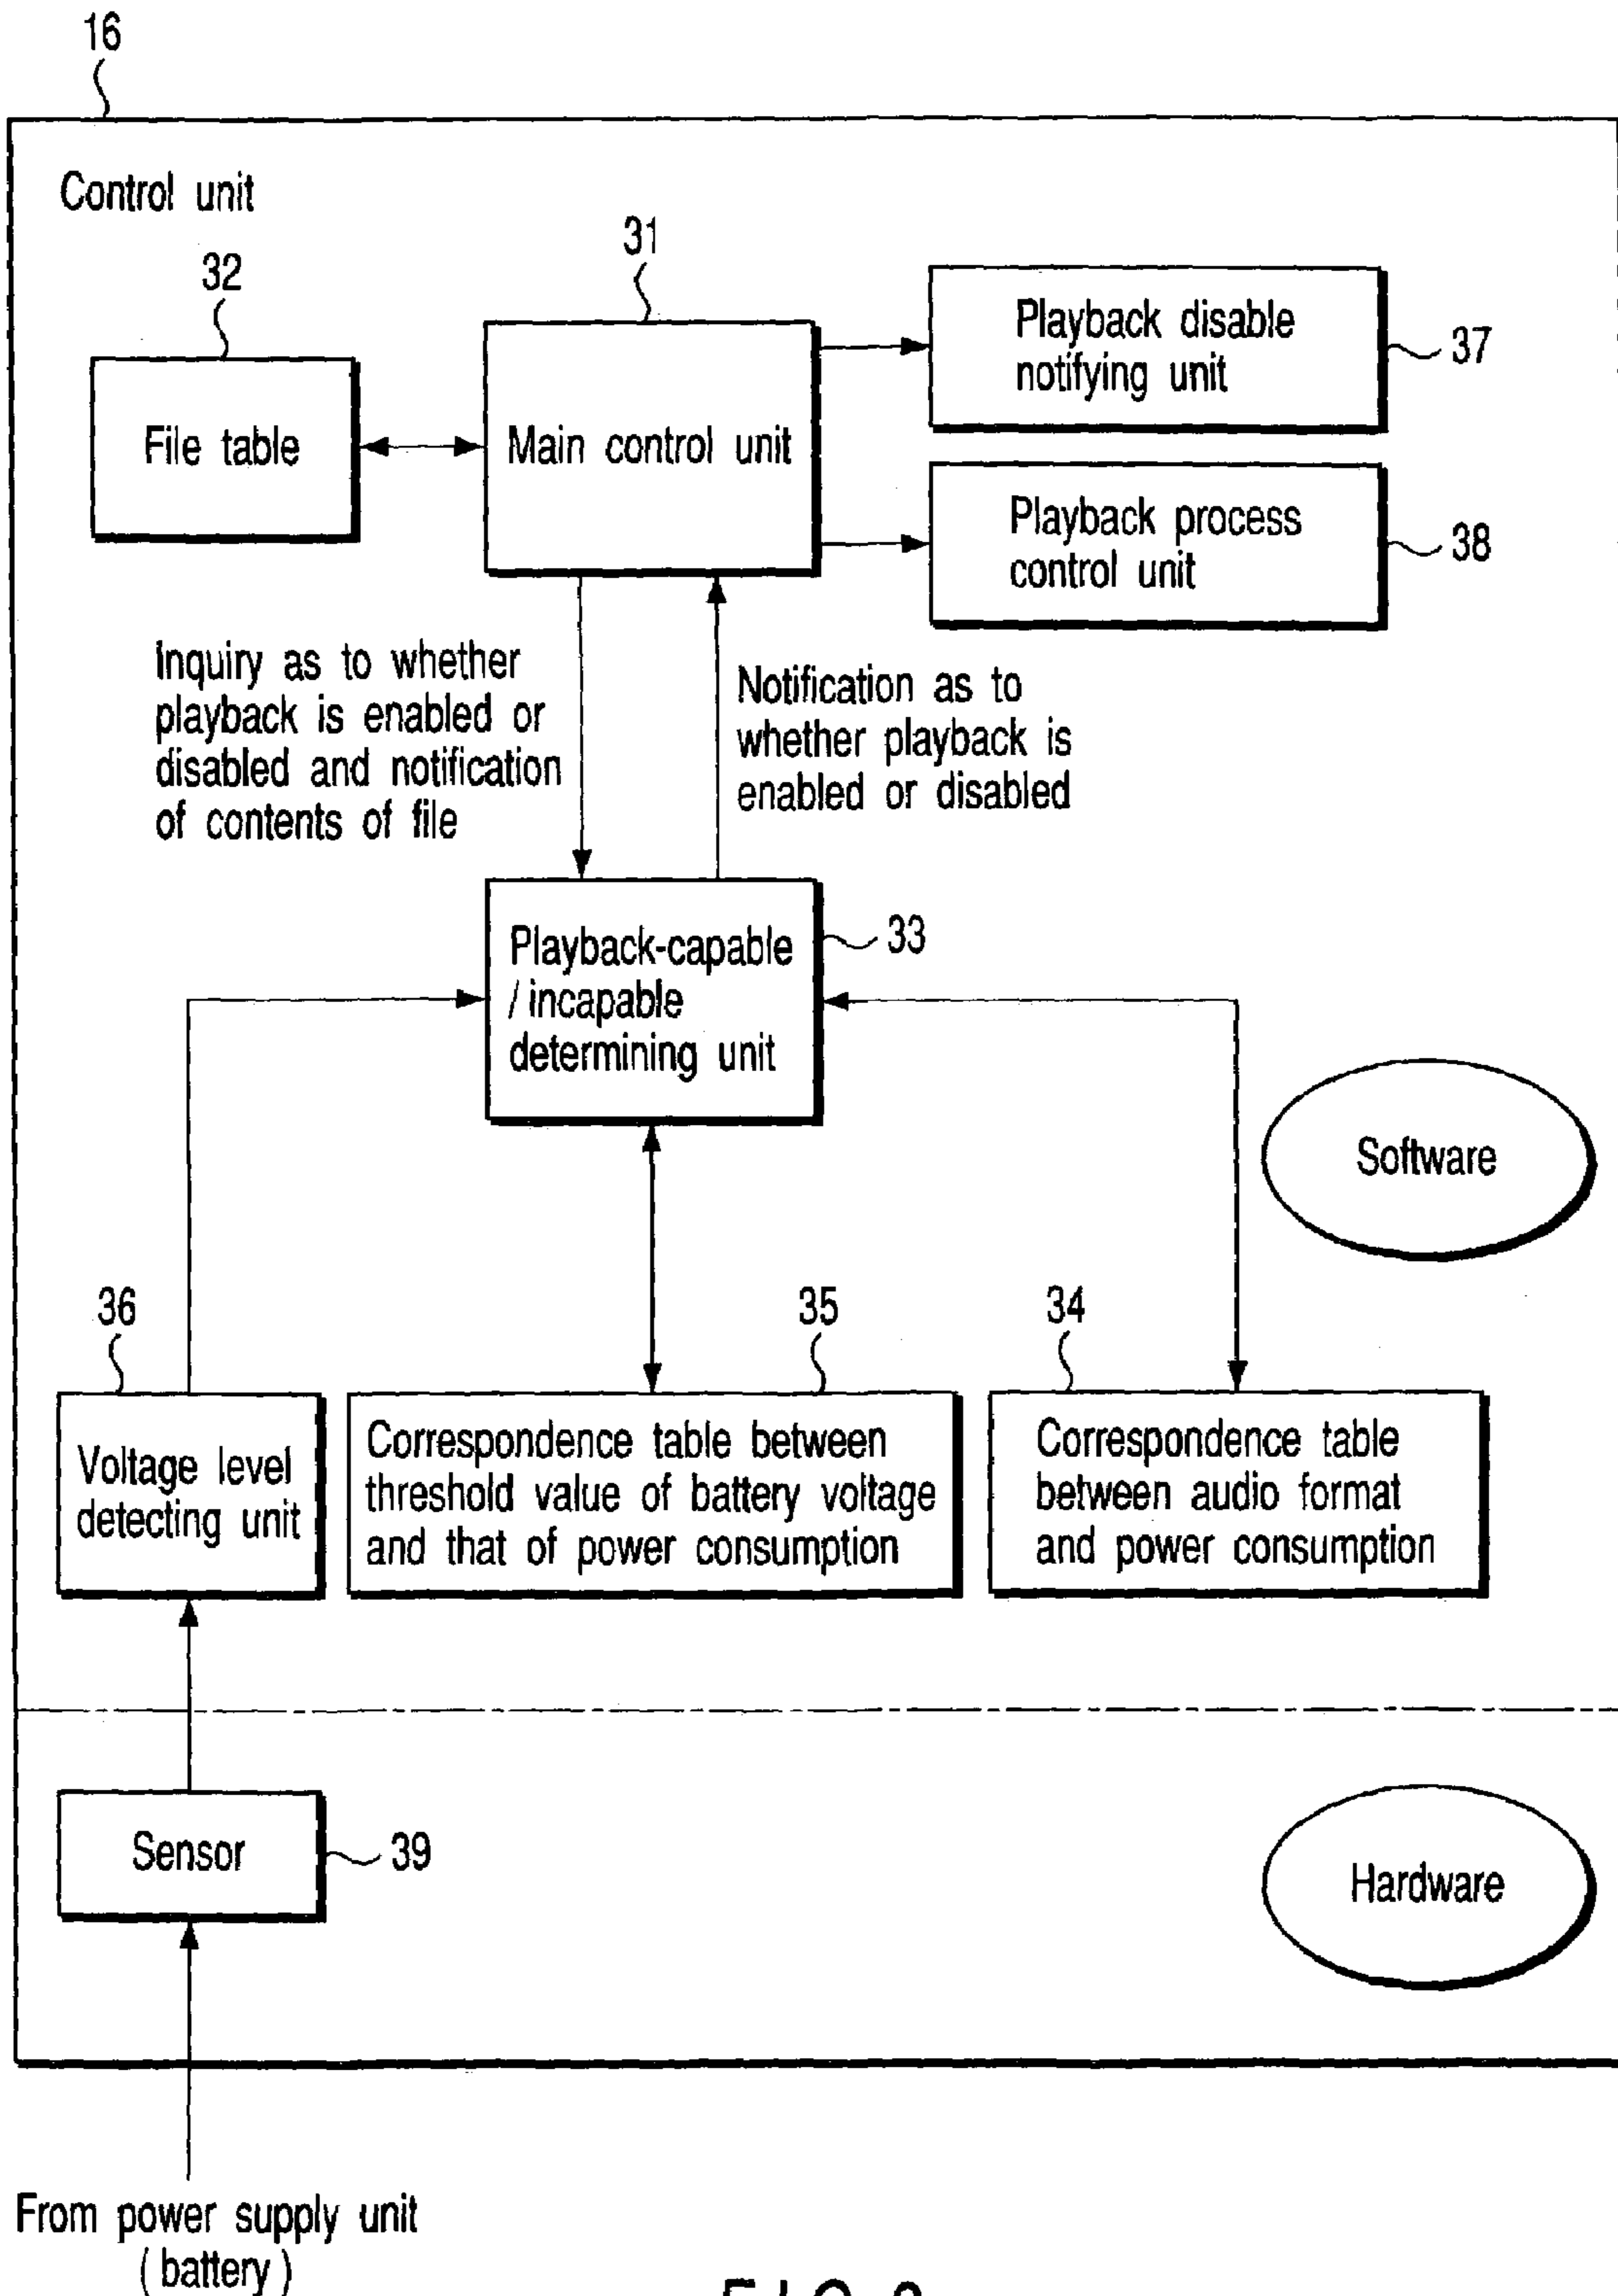 16
Control unit
31
32
Playback disable
notifying unit
37
File table
Main control unit
Playback process
control unit
38
Inquiry as to whether
playback is enabled or
disabled and notification
of contents of file
Notification as to
whether playback is
enabled or disabled
Playback-capable
/ incapable
determining unit
33
Software
36
35
34
Voltage level
detecting unit
Correspondence table between
threshold value of battery voltage
and that of power consumption
Correspondence table
between audio format
and power consumption
Sensor
39
Hardware
From power supply unit
( battery )